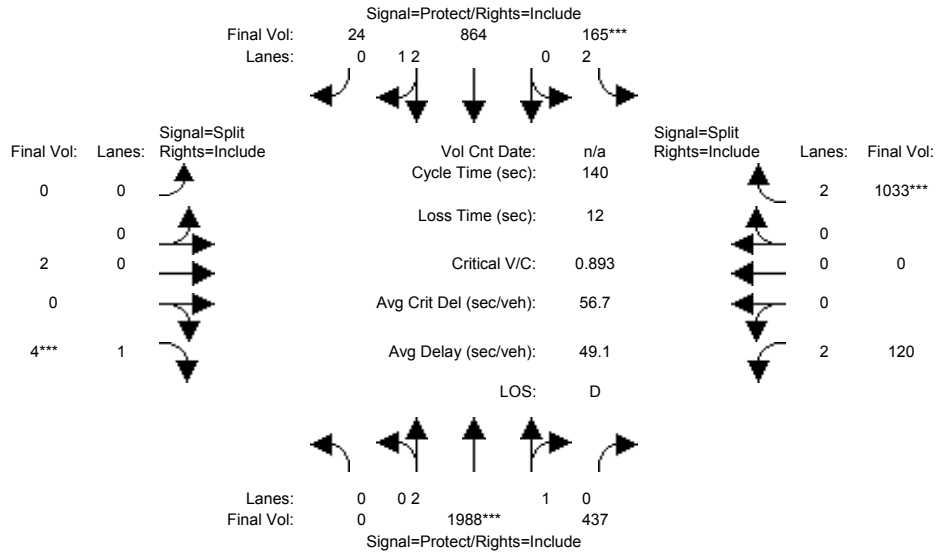 Signal=Protect/Rights=Include
Final Vol: 24 864 165***
Lanes: 0 1 2 0 2
Signal=Split
Final Vol: Lanes: Rights=Include
Vol Cnt Date: n/a
Signal=Split
Rights=Include Lanes: Final Vol:
Cycle Time (sec): 140
0 0
2 1033***
Loss Time (sec): 12
0
0
2 0
Critical V/C: 0.893
0 0
0
Avg Crit Del (sec/veh): 56.7
0
4*** 1
Avg Delay (sec/veh): 49.1
2 120
LOS: D
Lanes: 0 0 2 1 0
Final Vol: 0 1988*** 437
Signal=Protect/Rights=Include